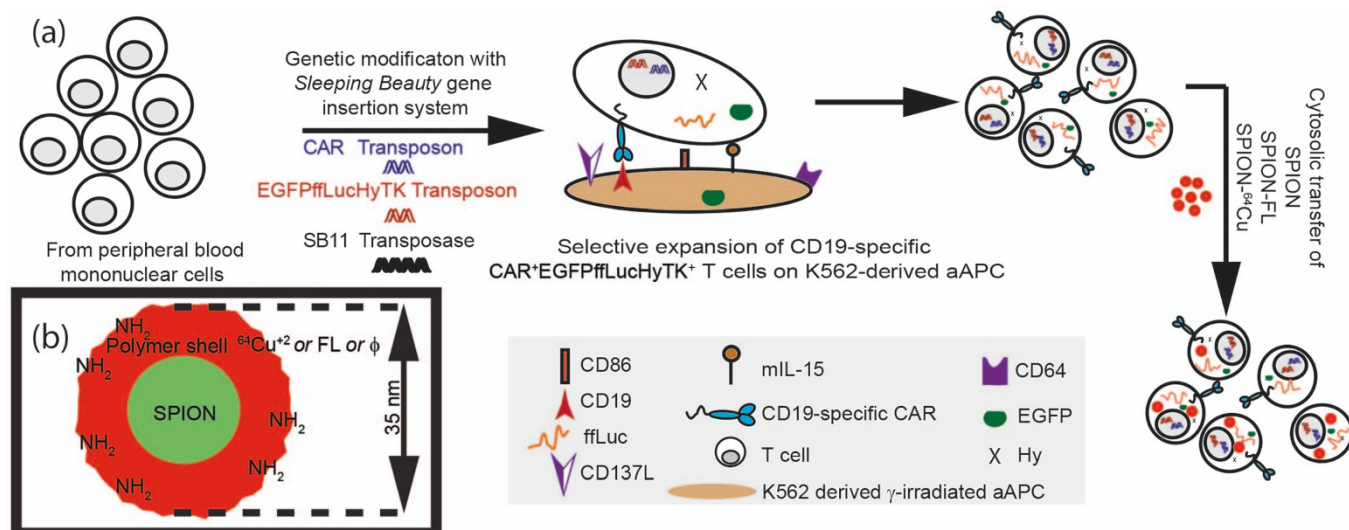 (a)
From peripheral blood
mononuclear cells
Genetic modificaton with
Sleeping Beauty gene
insertion system
CAR Transposon
EGFPffLucHyTK Transposon
SB11 Transposase
X
Selective expansion of CD19-specific
CAR⁺EGFPffLucHyTK⁺ T cells on K562-derived aAPC
x
x
x
x
x
Cytosolic transfer of
SPION
SPION-FL
SPION-⁶⁴Cu
x
x
x
x
x
(b)
NH₂
Polymer shell ⁶⁴Cu⁺² or FL or ϕ
NH₂
SPION
NH₂
NH₂
NH₂
NH₂
35 nm
CD86
CD19
ffLuc
CD137L
mIL-15
CD19-specific CAR
T cell
K562 derived γ-irradiated aAPC
CD64
EGFP
X Hy